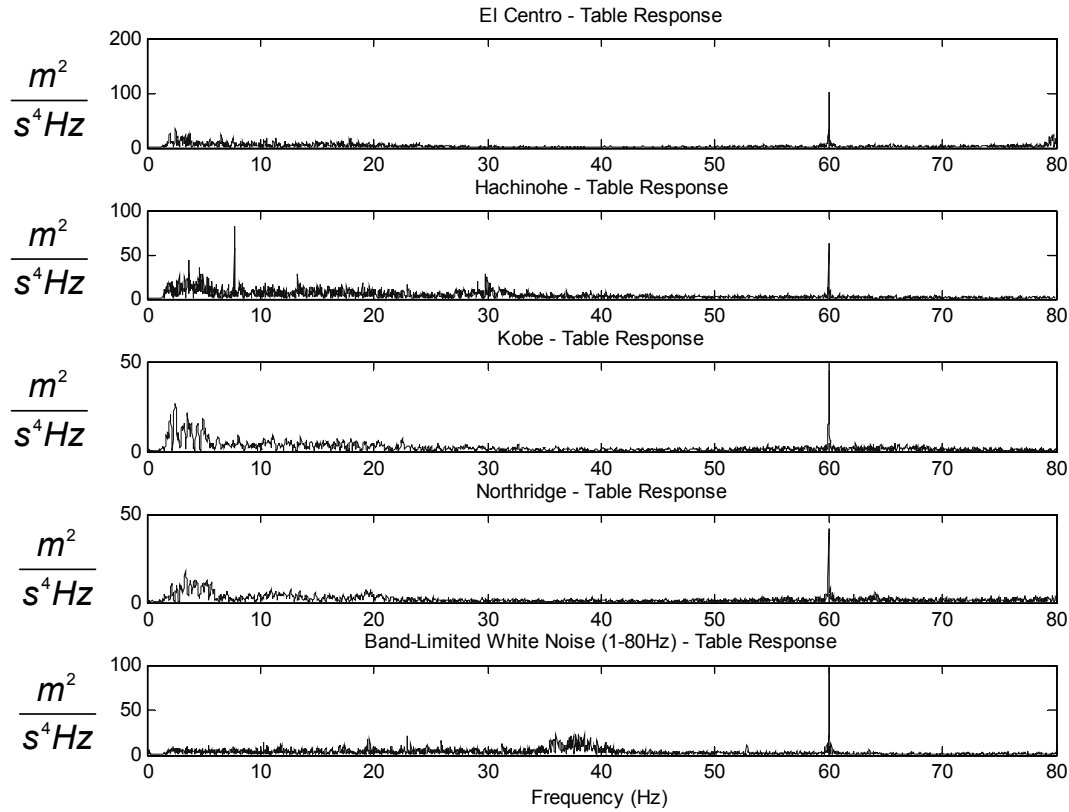 El Centro - Table Response
m²
s⁴Hz
200
100
0
0 10 20 30 40 50 60 70 80
Hachinohe - Table Response
m²
s⁴Hz
100
50
0
0 10 20 30 40 50 60 70 80
Kobe - Table Response
m²
s⁴Hz
50
0
0 10 20 30 40 50 60 70 80
Northridge - Table Response
m²
s⁴Hz
50
0
0 10 20 30 40 50 60 70 80
Band-Limited White Noise (1-80Hz) - Table Response
m²
s⁴Hz
100
50
0
0 10 20 30 40 50 60 70 80
Frequency (Hz)